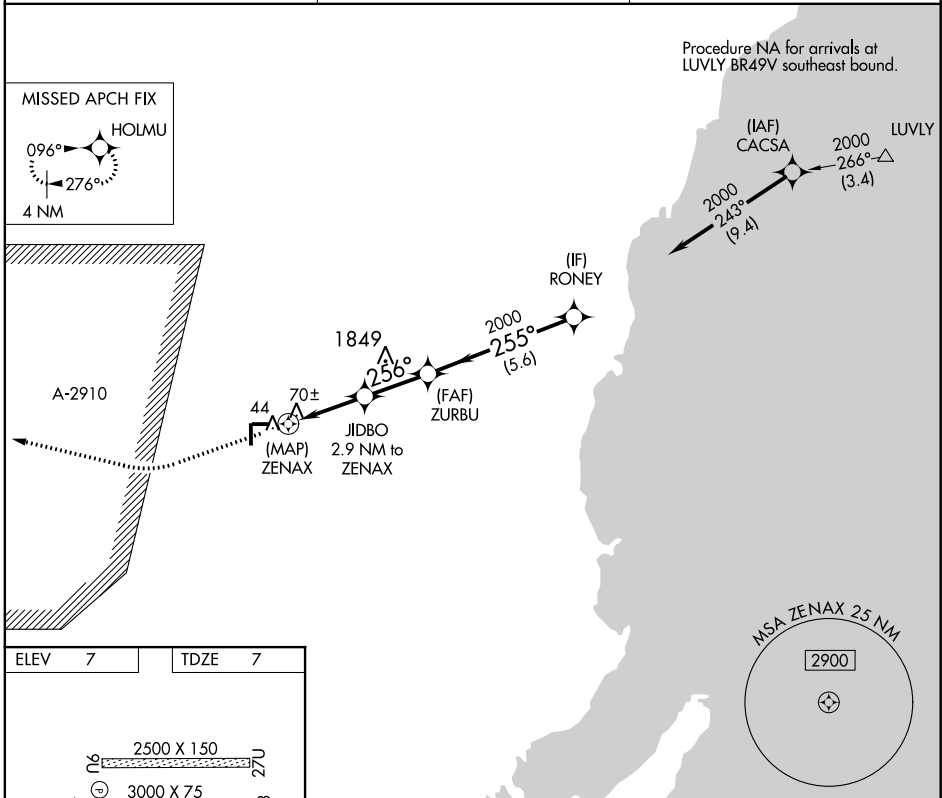 Procedure NA for arrivals at
LUVLY BR49V southeast bound.
MISSED APCH FIX
HOLMU
096°
276°
4 NM
(IAF)
CACSA
LUVLY
2000
266°
(3.4)
2000
243°
(9.4)
(IF)
RONEY
2000
255°
(5.6)
1849
256°
(FAF)
ZURBU
A-2910
44
70±
JIDBO
2.9 NM to
ZENAX
(MAP)
ZENAX
MSA ZENAX 25 NM
2900
ELEV 7
TDZE 7
2500 X 150
09U
27U
P
3000 X 75